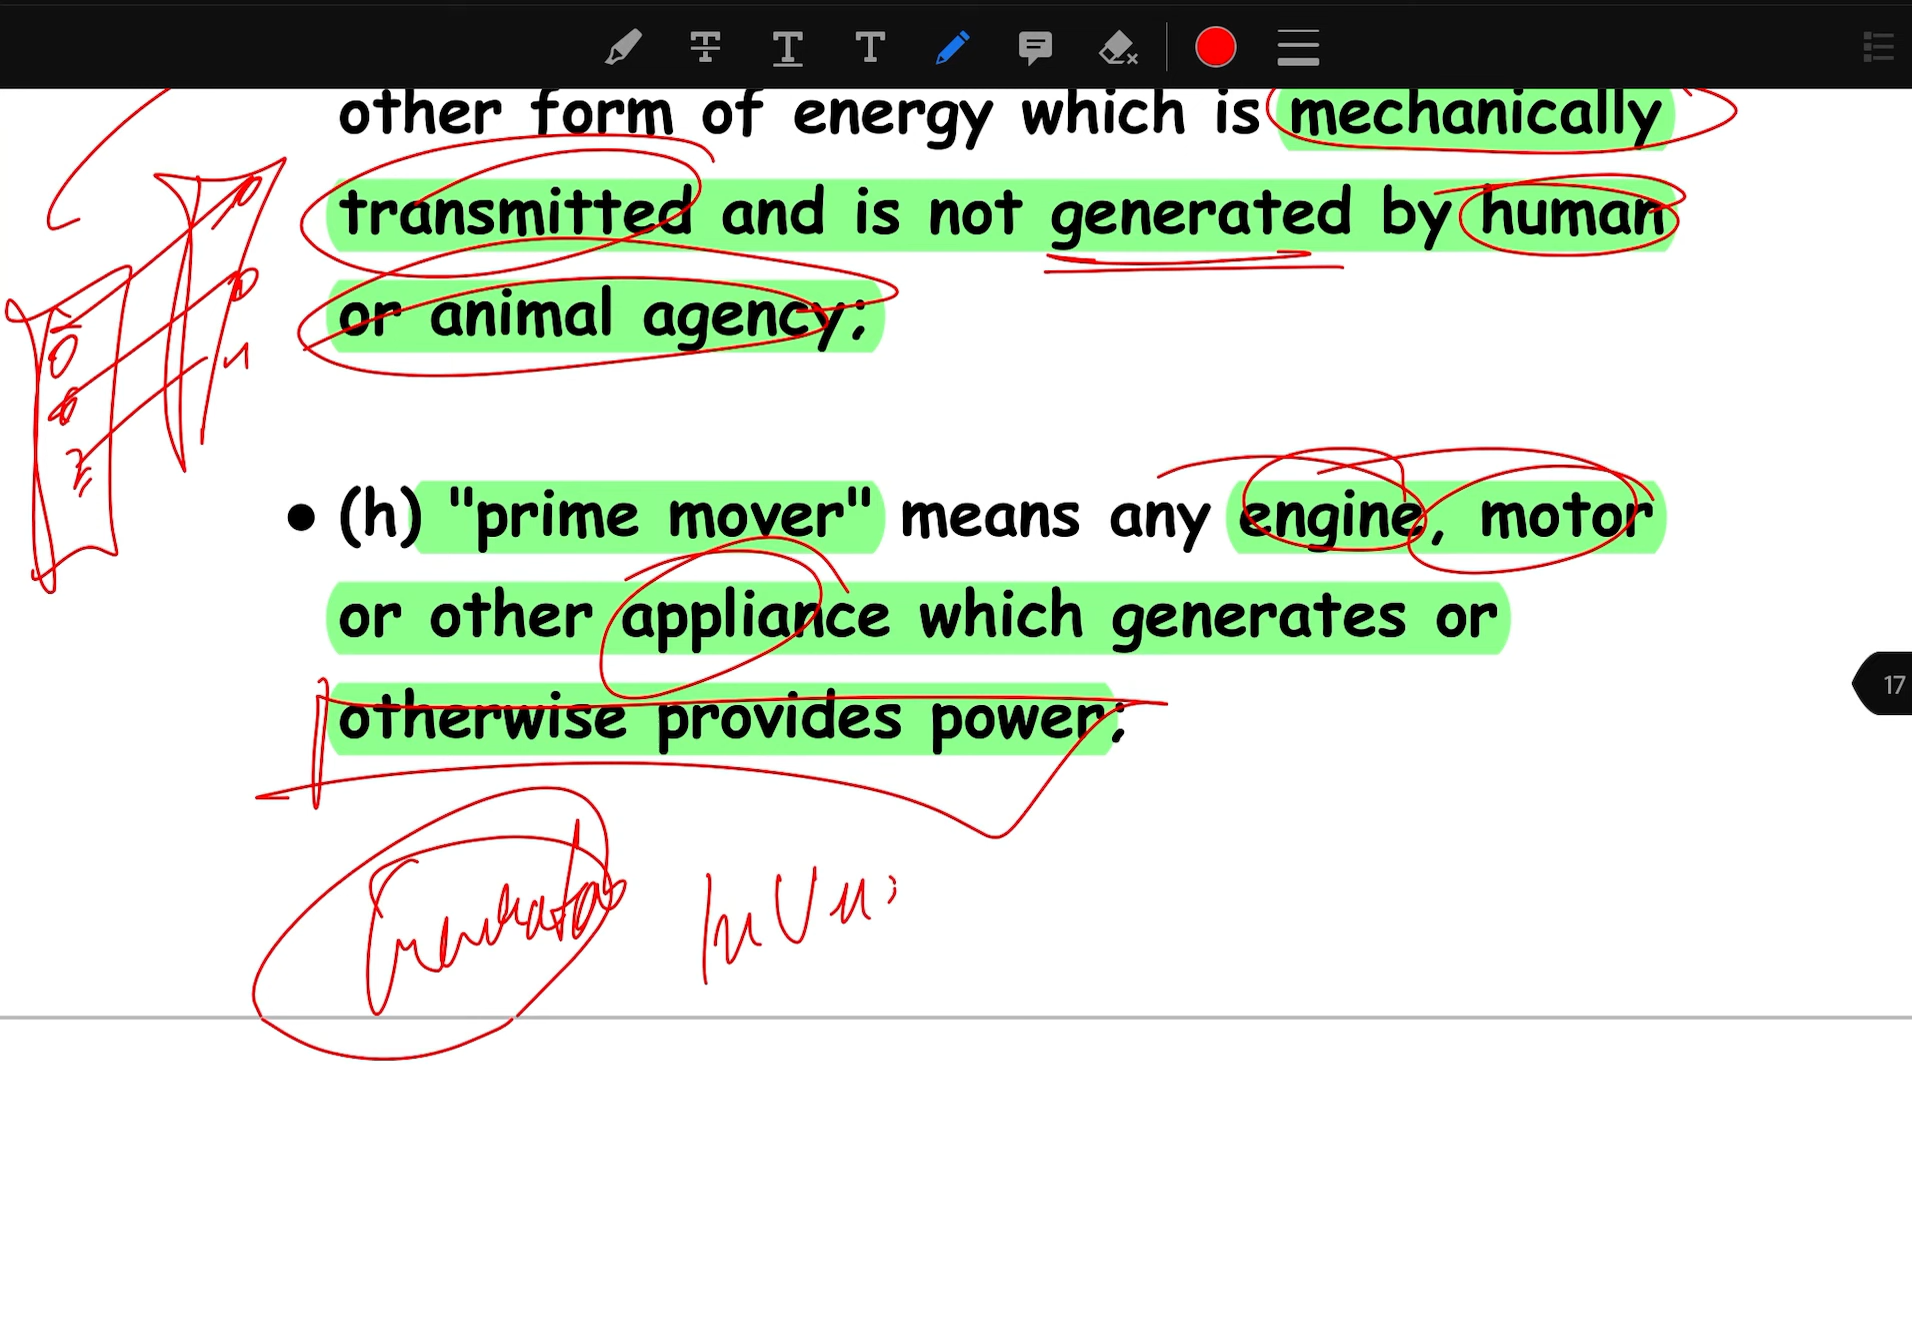 other form of energy which is mechanically
transmitted and is not generated by human
or animal agency;
• (h) "prime mover" means any engine, motor
or other appliance which generates or
otherwise provides power;
17